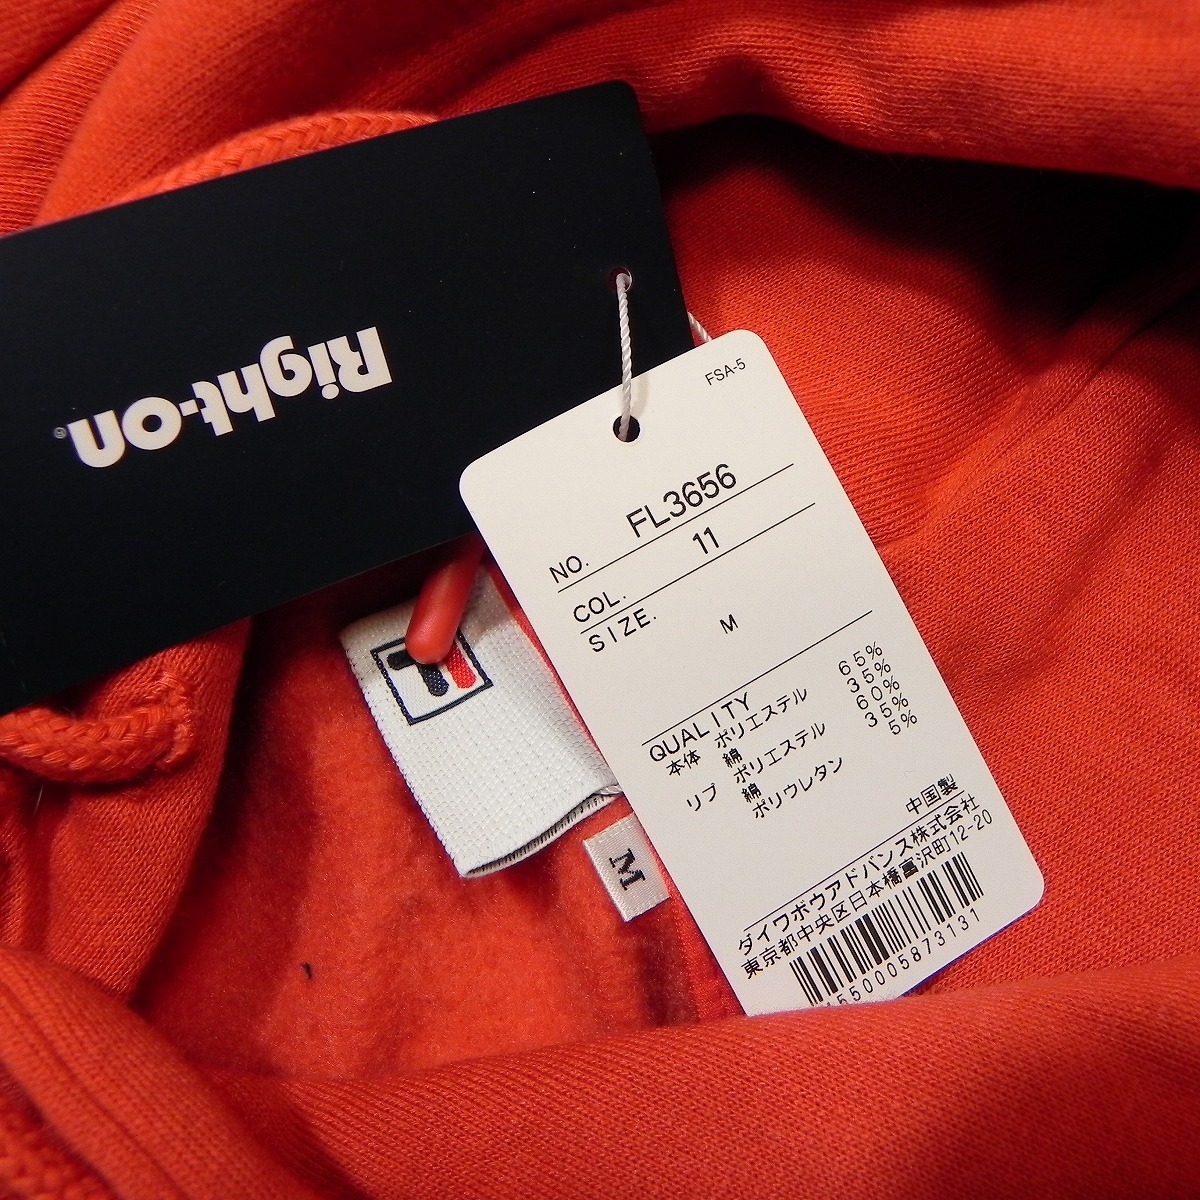 Right-on
FSA-5
NO. FL3656
COL. 11
SIZE. M
QUALITY
本体 ポリエステル 65%
綿 35%
リブ ポリエステル 60%
綿 35%
ポリウレタン 5%
中国製
ダイワボウアドバンス株式会社
東京都中央区日本橋富沢町12-20
550005873131
M